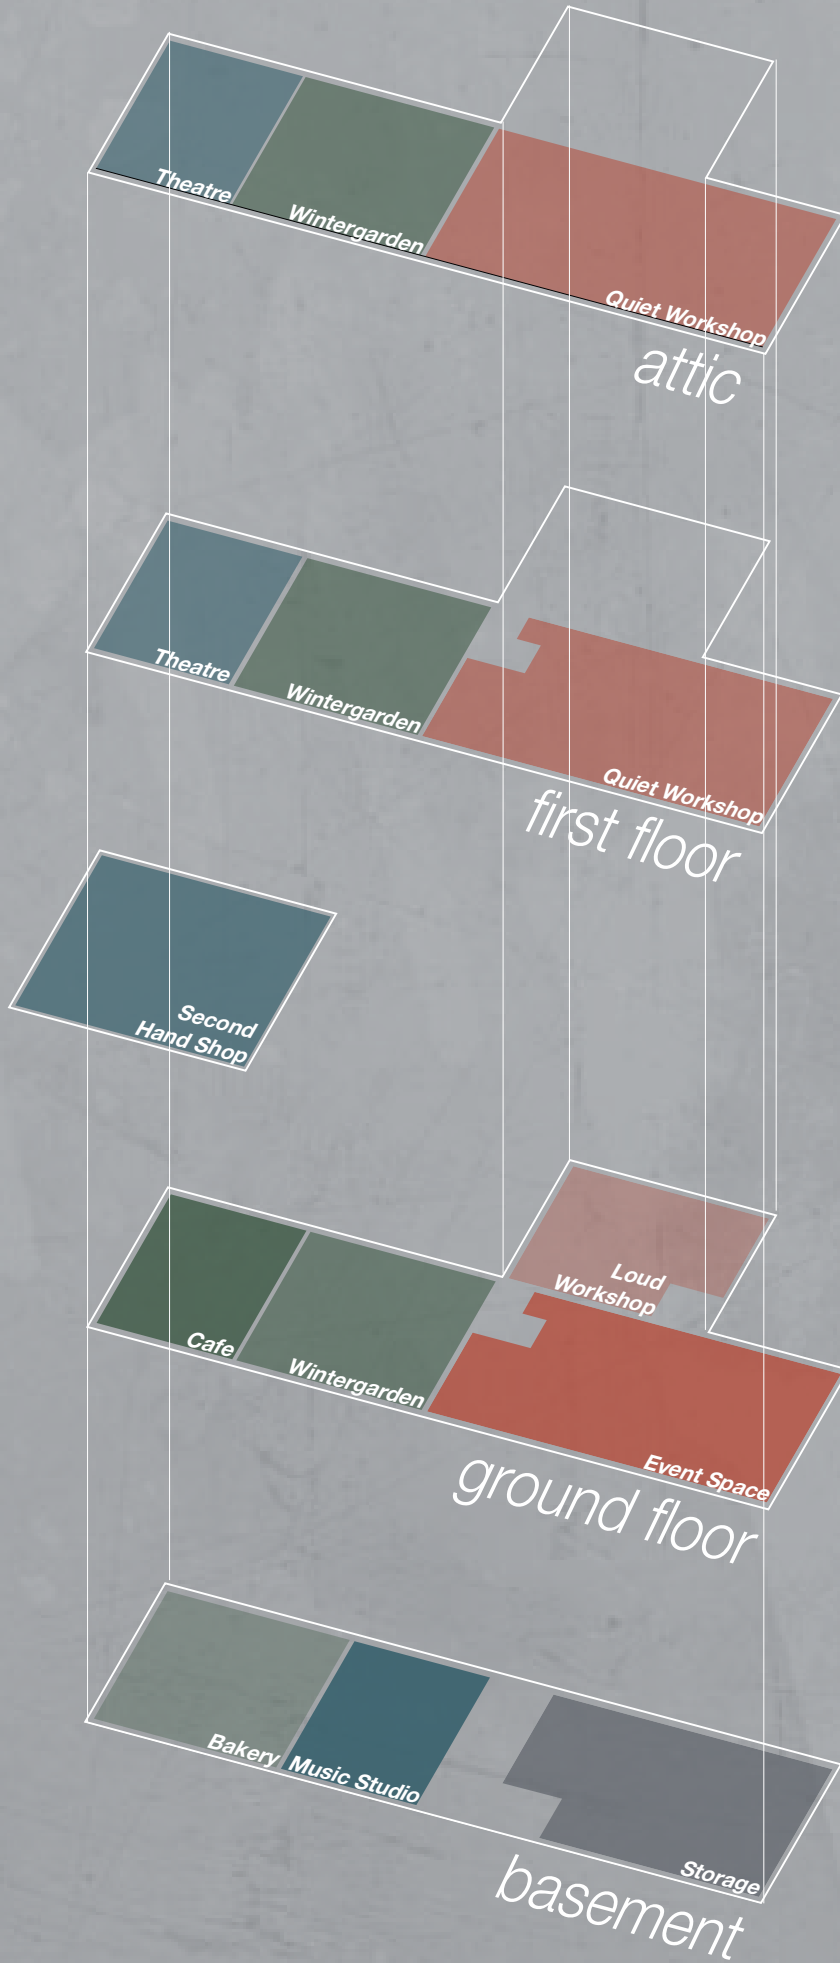 Theatre
Wintergarden
Quiet Workshop
attic
Theatre
Wintergarden
Quiet Workshop
first floor
Second
Hand Shop
Loud
Workshop
Cafe
Wintergarden
Event Space
ground floor
Bakery
Music Studio
Storage
basement